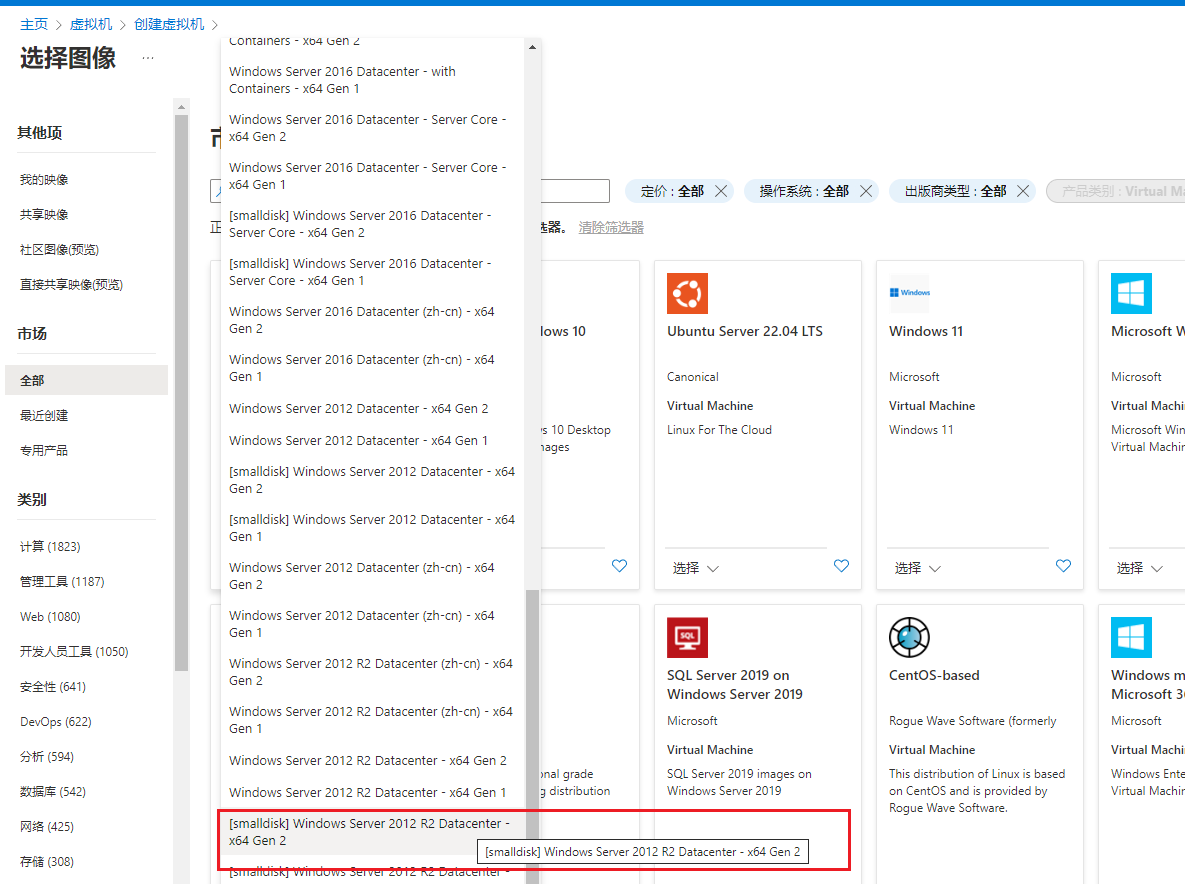 主页 > 虚拟机 > 创建虚拟机 >
选择图像 ···
其他项
我的映像
共享映像
社区图像(预览)
直接共享映像(预览)
市场
全部
最近创建
专用产品
类别
计算 (1823)
管理工具 (1187)
Web (1080)
开发人员工具 (1050)
安全性 (641)
DevOps (622)
分析 (594)
数据库 (542)
网络 (425)
存储 (308)
Containers - x64 Gen 2
Windows Server 2016 Datacenter - with
Containers - x64 Gen 1
Windows Server 2016 Datacenter - Server Core -
x64 Gen 2
Windows Server 2016 Datacenter - Server Core -
x64 Gen 1
[smalldisk] Windows Server 2016 Datacenter -
Server Core - x64 Gen 2
[smalldisk] Windows Server 2016 Datacenter -
Server Core - x64 Gen 1
Windows Server 2016 Datacenter (zh-cn) - x64
Gen 2
Windows Server 2016 Datacenter (zh-cn) - x64
Gen 1
Windows Server 2012 Datacenter - x64 Gen 2
Windows Server 2012 Datacenter - x64 Gen 1
[smalldisk] Windows Server 2012 Datacenter - x64
Gen 2
[smalldisk] Windows Server 2012 Datacenter - x64
Gen 1
Windows Server 2012 Datacenter (zh-cn) - x64
Gen 2
Windows Server 2012 Datacenter (zh-cn) - x64
Gen 1
Windows Server 2012 R2 Datacenter (zh-cn) - x64
Gen 2
Windows Server 2012 R2 Datacenter (zh-cn) - x64
Gen 1
Windows Server 2012 R2 Datacenter - x64 Gen 2
Windows Server 2012 R2 Datacenter - x64 Gen 1
[smalldisk] Windows Server 2012 R2 Datacenter -
x64 Gen 2
[smalldisk] Windows Server 2012 R2 Datacenter - x64 Gen 2
[smalldisk] Windows Server 2012 R2 Datacenter -
定价 : 全部
操作系统 : 全部
出版商类型 : 全部
产品类别 : Virtual Ma
选器。 清除筛选器
lows 10
s 10 Desktop
ages
Ubuntu Server 22.04 LTS
Canonical
Virtual Machine
Linux For The Cloud
选择
Windows
Windows 11
Microsoft
Virtual Machine
Windows 11
选择
Microsoft W
Microsoft
Virtual Machi
Microsoft Win
Virtual Machin
选择
onal grade
g distribution
SQL
SQL Server 2019 on
Windows Server 2019
Microsoft
Virtual Machine
SQL Server 2019 images on
Windows Server 2019
CentOS-based
Rogue Wave Software (formerly
Virtual Machine
This distribution of Linux is based
on CentOS and is provided by
Rogue Wave Software.
Windows m
Microsoft 36
Microsoft
Virtual Machi
Windows Ente
Virtual Machin